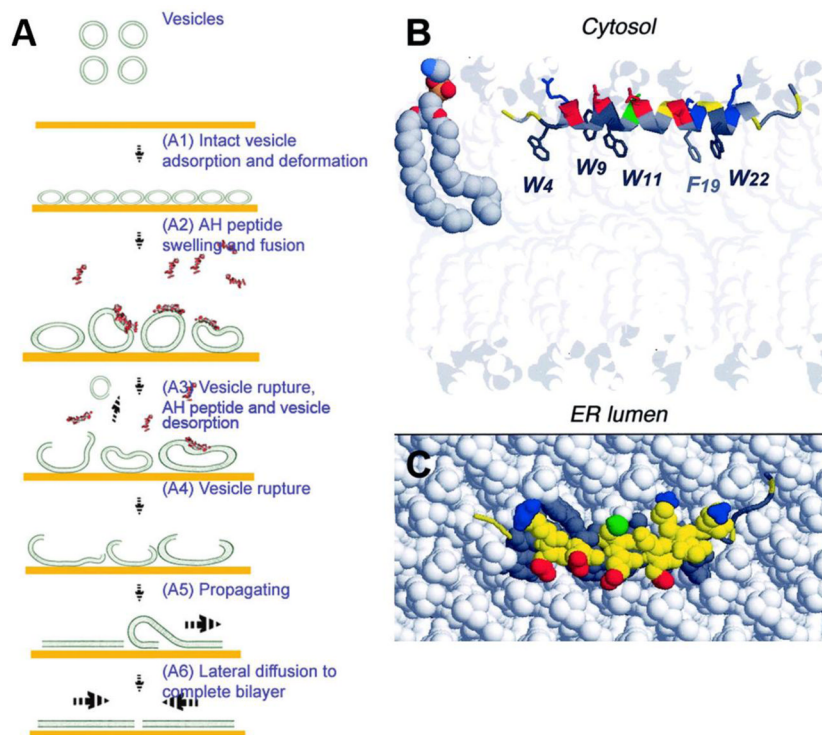 A
Vesicles
(A1) Intact vesicle
adsorption and deformation
(A2) AH peptide
swelling and fusion
(A3) Vesicle rupture,
AH peptide and vesicle
desorption
(A4) Vesicle rupture
(A5) Propagating
(A6) Lateral diffusion to
complete bilayer
B
Cytosol
W4
W9
W11
F19
W22
ER lumen
C